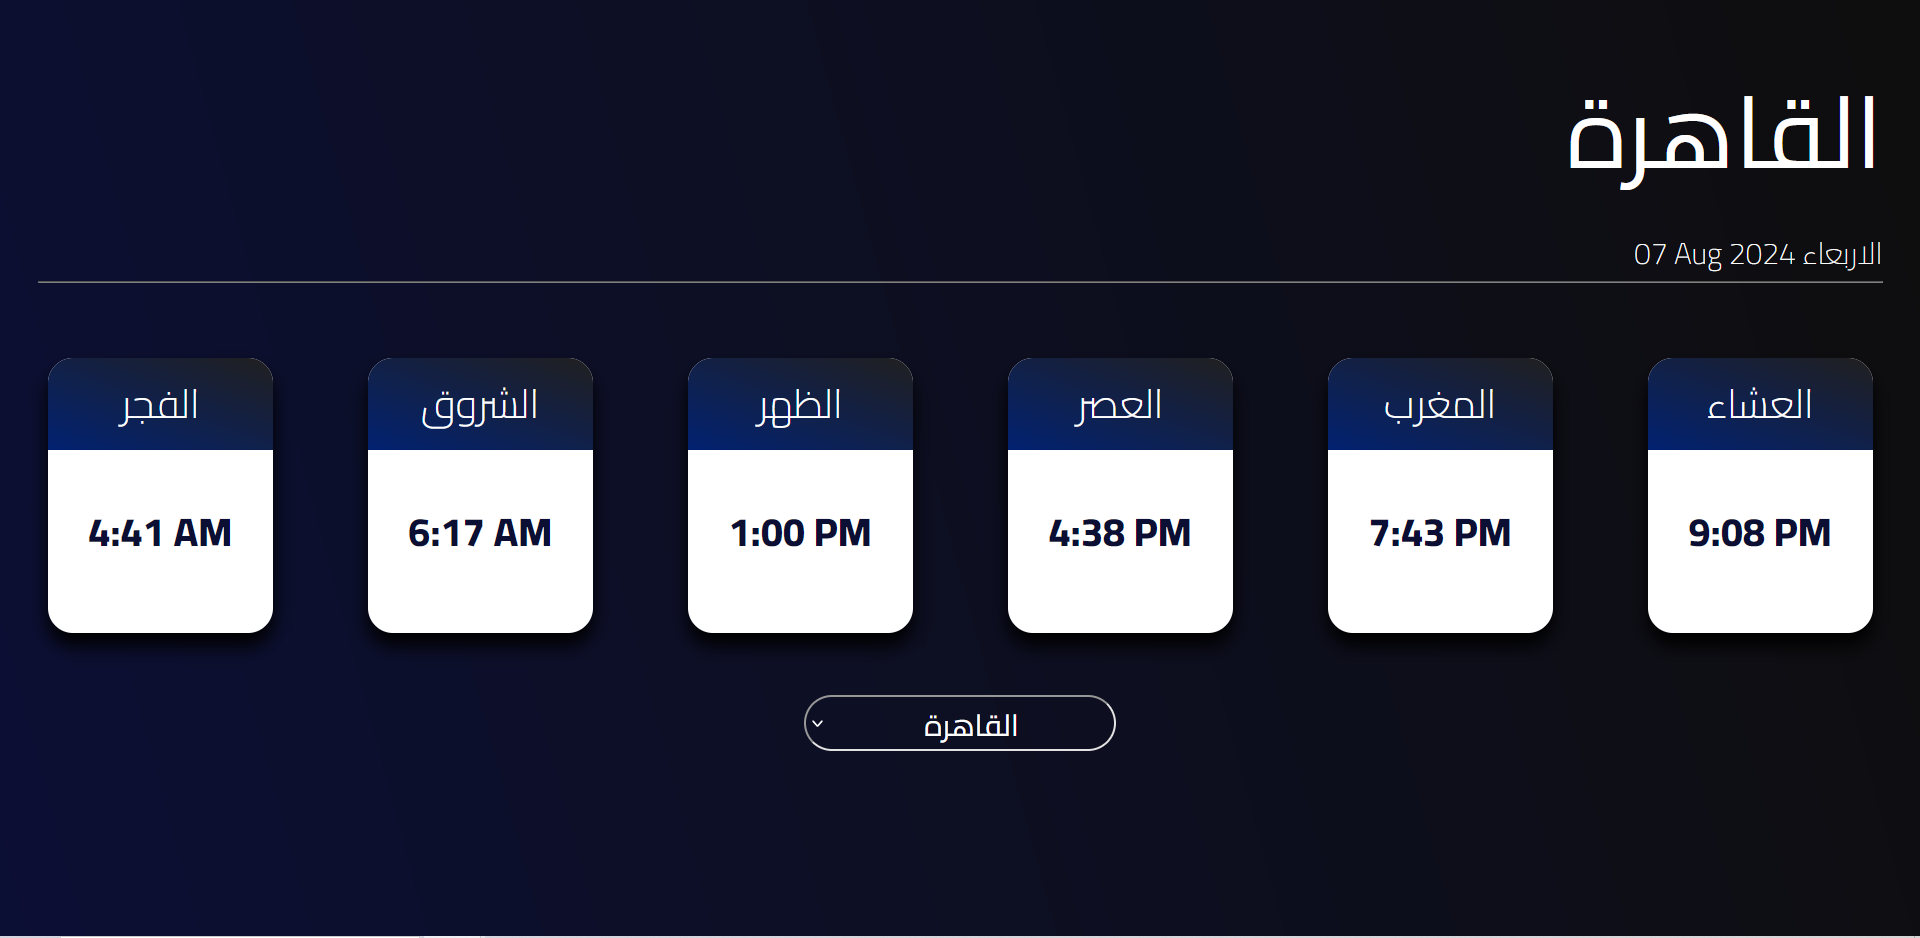 القاهرة
الاربعاء 07 Aug 2024
العشاء
9:08 PM
المغرب
7:43 PM
العصر
4:38 PM
الظهر
1:00 PM
الشروق
6:17 AM
الفجر
4:41 AM
القاهرة